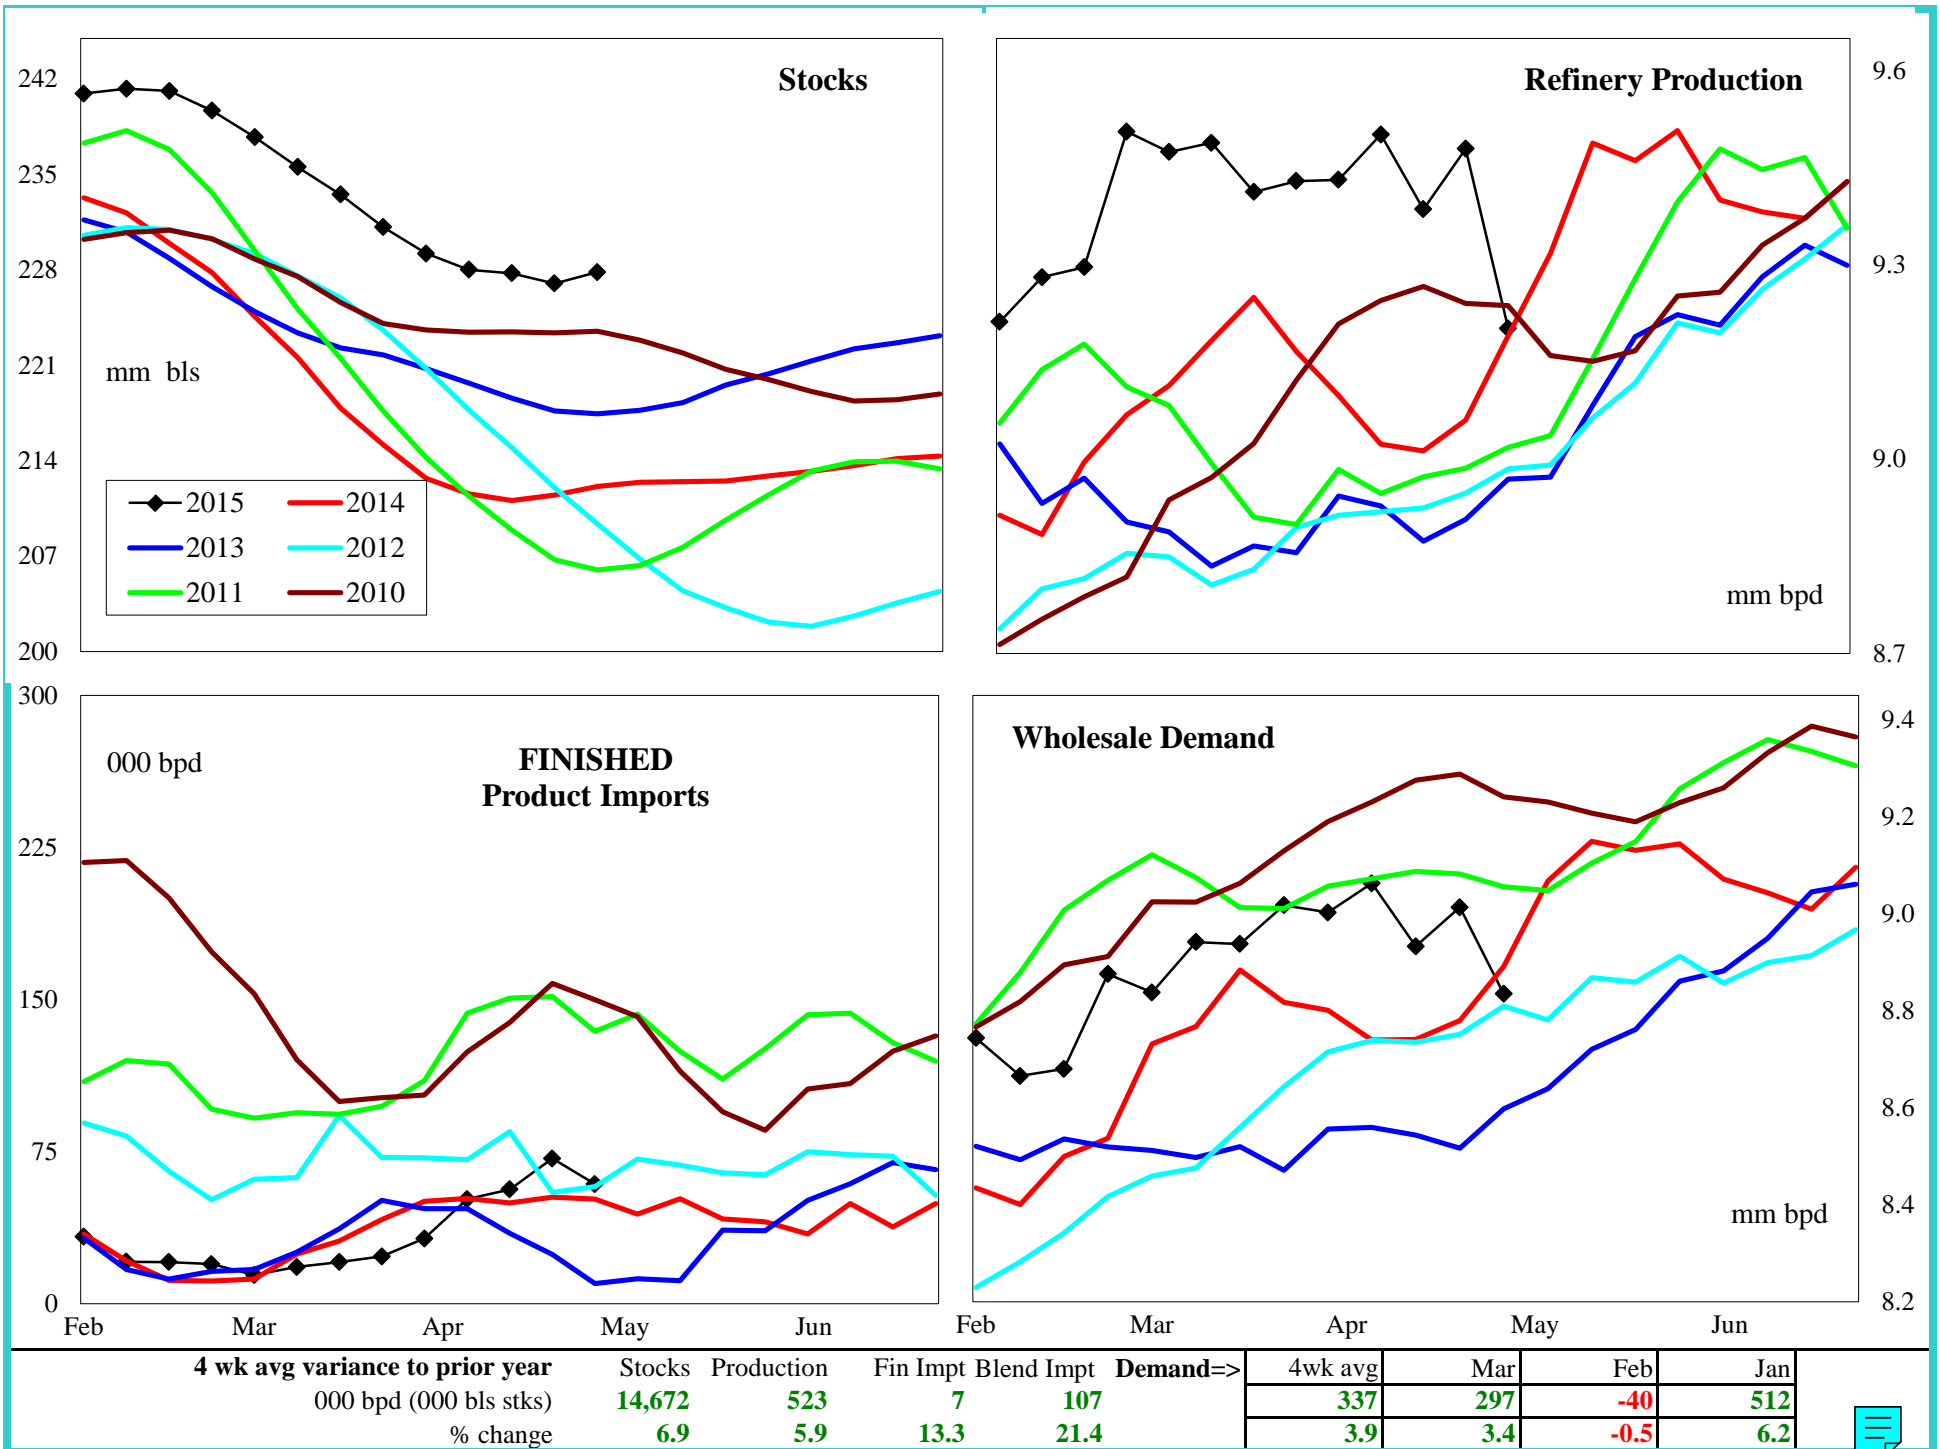 Stocks
242
235
228
221
214
207
200
mm bls
2015
2014
2013
2012
2011
2010
Refinery Production
9.6
9.3
9.0
8.7
mm bpd
300
225
150
75
0
000 bpd
FINISHED
Product Imports
Feb Mar Apr May Jun
Wholesale Demand
9.4
9.2
9.0
8.8
8.6
8.4
8.2
mm bpd
Feb Mar Apr May Jun
4 wk avg variance to prior year Stocks Production Fin Impt Blend Impt Demand=> 4wk avg Mar Feb Jan
000 bpd (000 bls stks) 14,672 523 7 107 337 297 -40 512
% change 6.9 5.9 13.3 21.4 3.9 3.4 -0.5 6.2